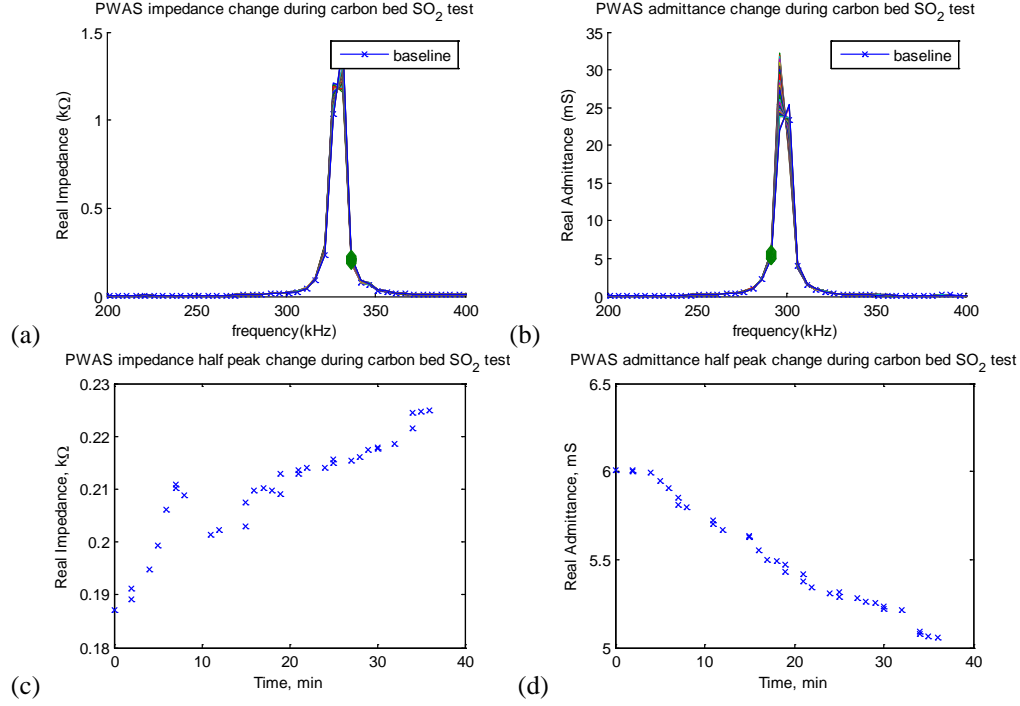 PWAS impedance change during carbon bed SO2 test
1.5
1
0.5
0
Real Impedance (kΩ)
baseline
200 250 300 350 400
frequency(kHz)
(a)
PWAS admittance change during carbon bed SO2 test
35
30
25
20
15
10
5
0
Real Admittance (mS)
baseline
200 250 300 350 400
frequency(kHz)
(b)
PWAS impedance half peak change during carbon bed SO2 test
0.23
0.22
0.21
0.2
0.19
0.18
Real Impedance, kΩ
0 10 20 30 40
Time, min
(c)
PWAS admittance half peak change during carbon bed SO2 test
6.5
6
5.5
5
Real Admittance, mS
0 10 20 30 40
Time, min
(d)